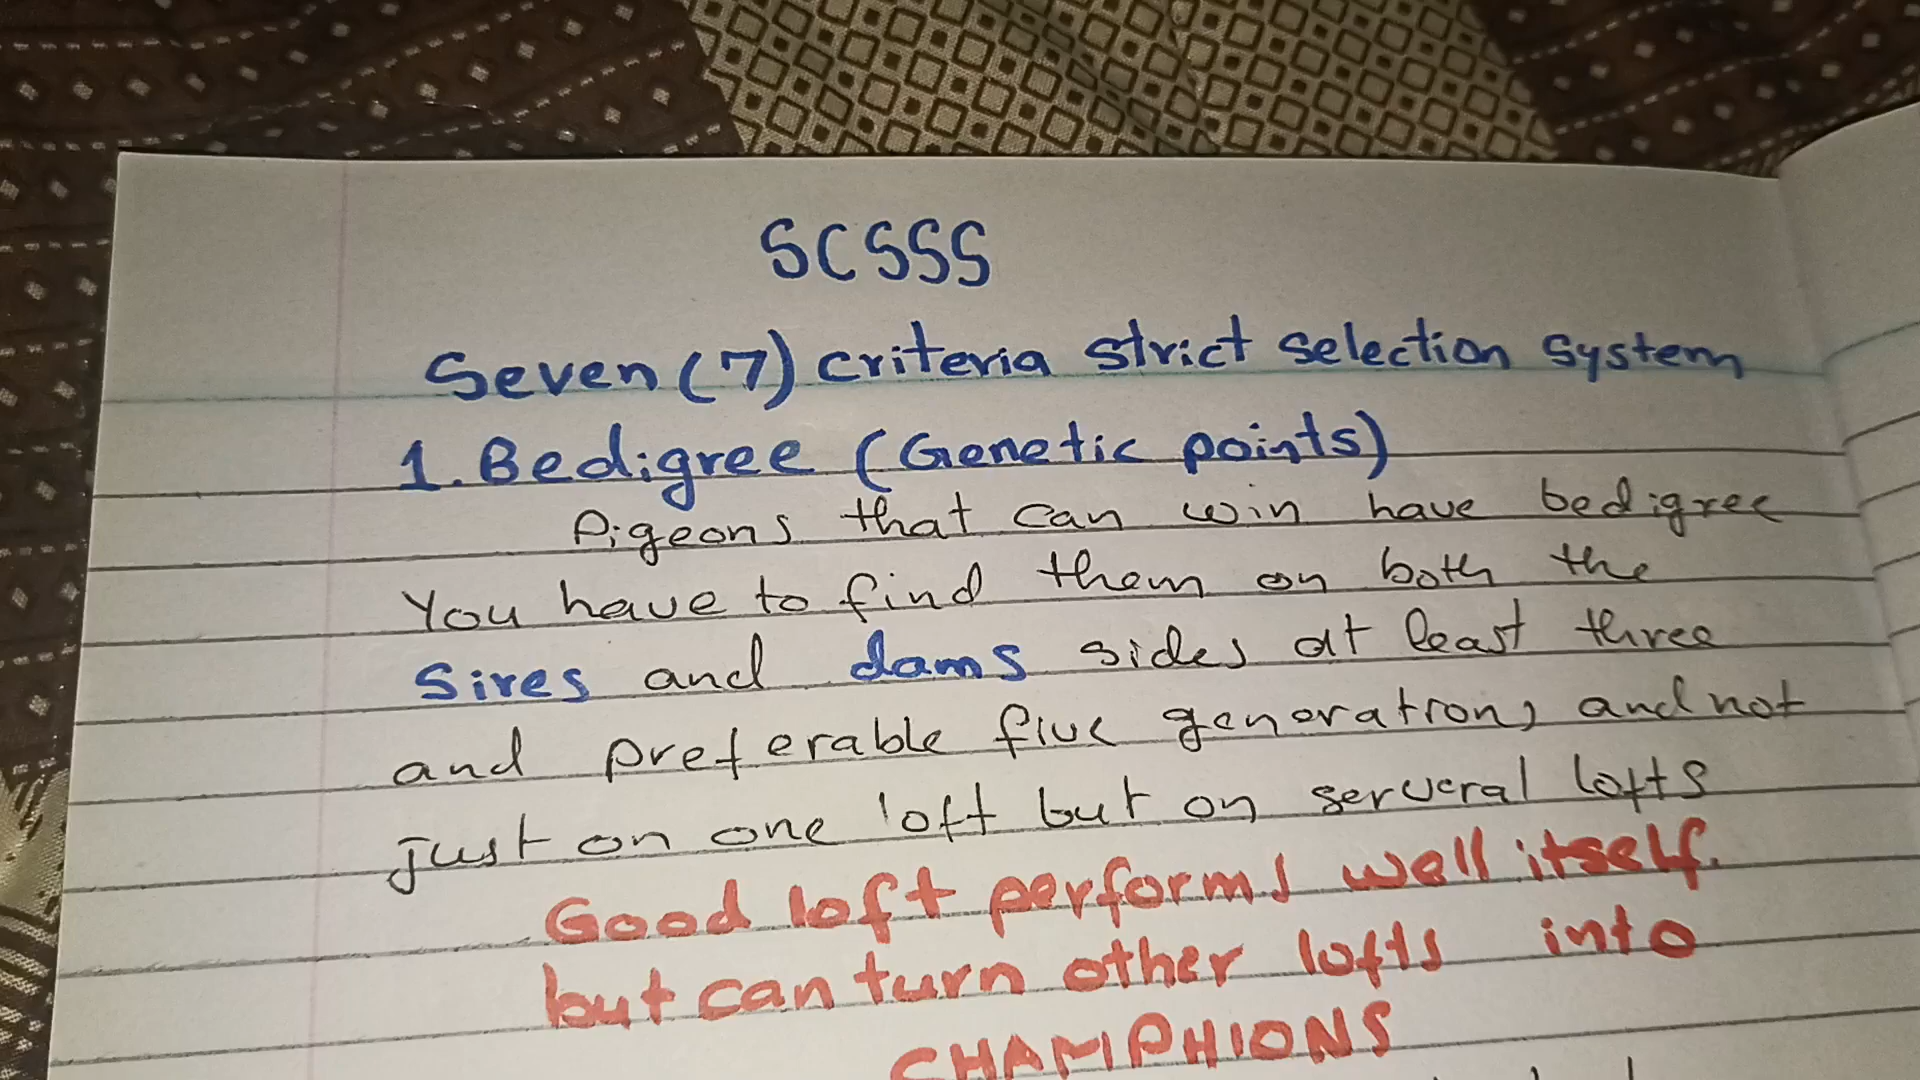 SCSSS
Seven (7) criteria strict selection system
1. Bedigree (Genetic points)
Pigeons that can win have bedigree
You have to find them on both the
Sires and dams sides at least three
and preferable five generations and not
just on one loft but on serveral lofts
Good loft performs well itself.
but can turn other lofts into
CHAMPHIONS